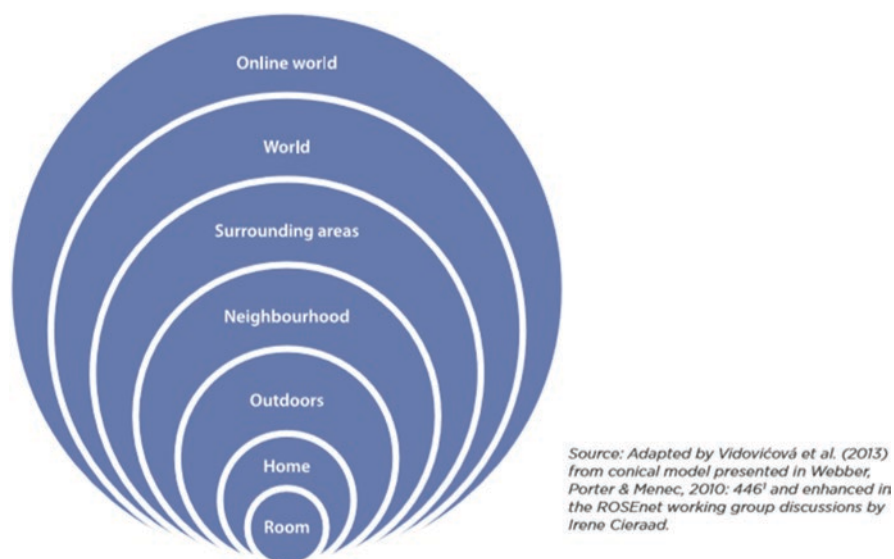 Online world
World
Surrounding areas
Neighbourhood
Outdoors
Home
Room
Source: Adapted by Vidovićová et al. (2013)
from conical model presented in Webber,
Porter & Menec, 2010: 446¹ and enhanced in
the ROSEnet working group discussions by
Irene Cieraad.